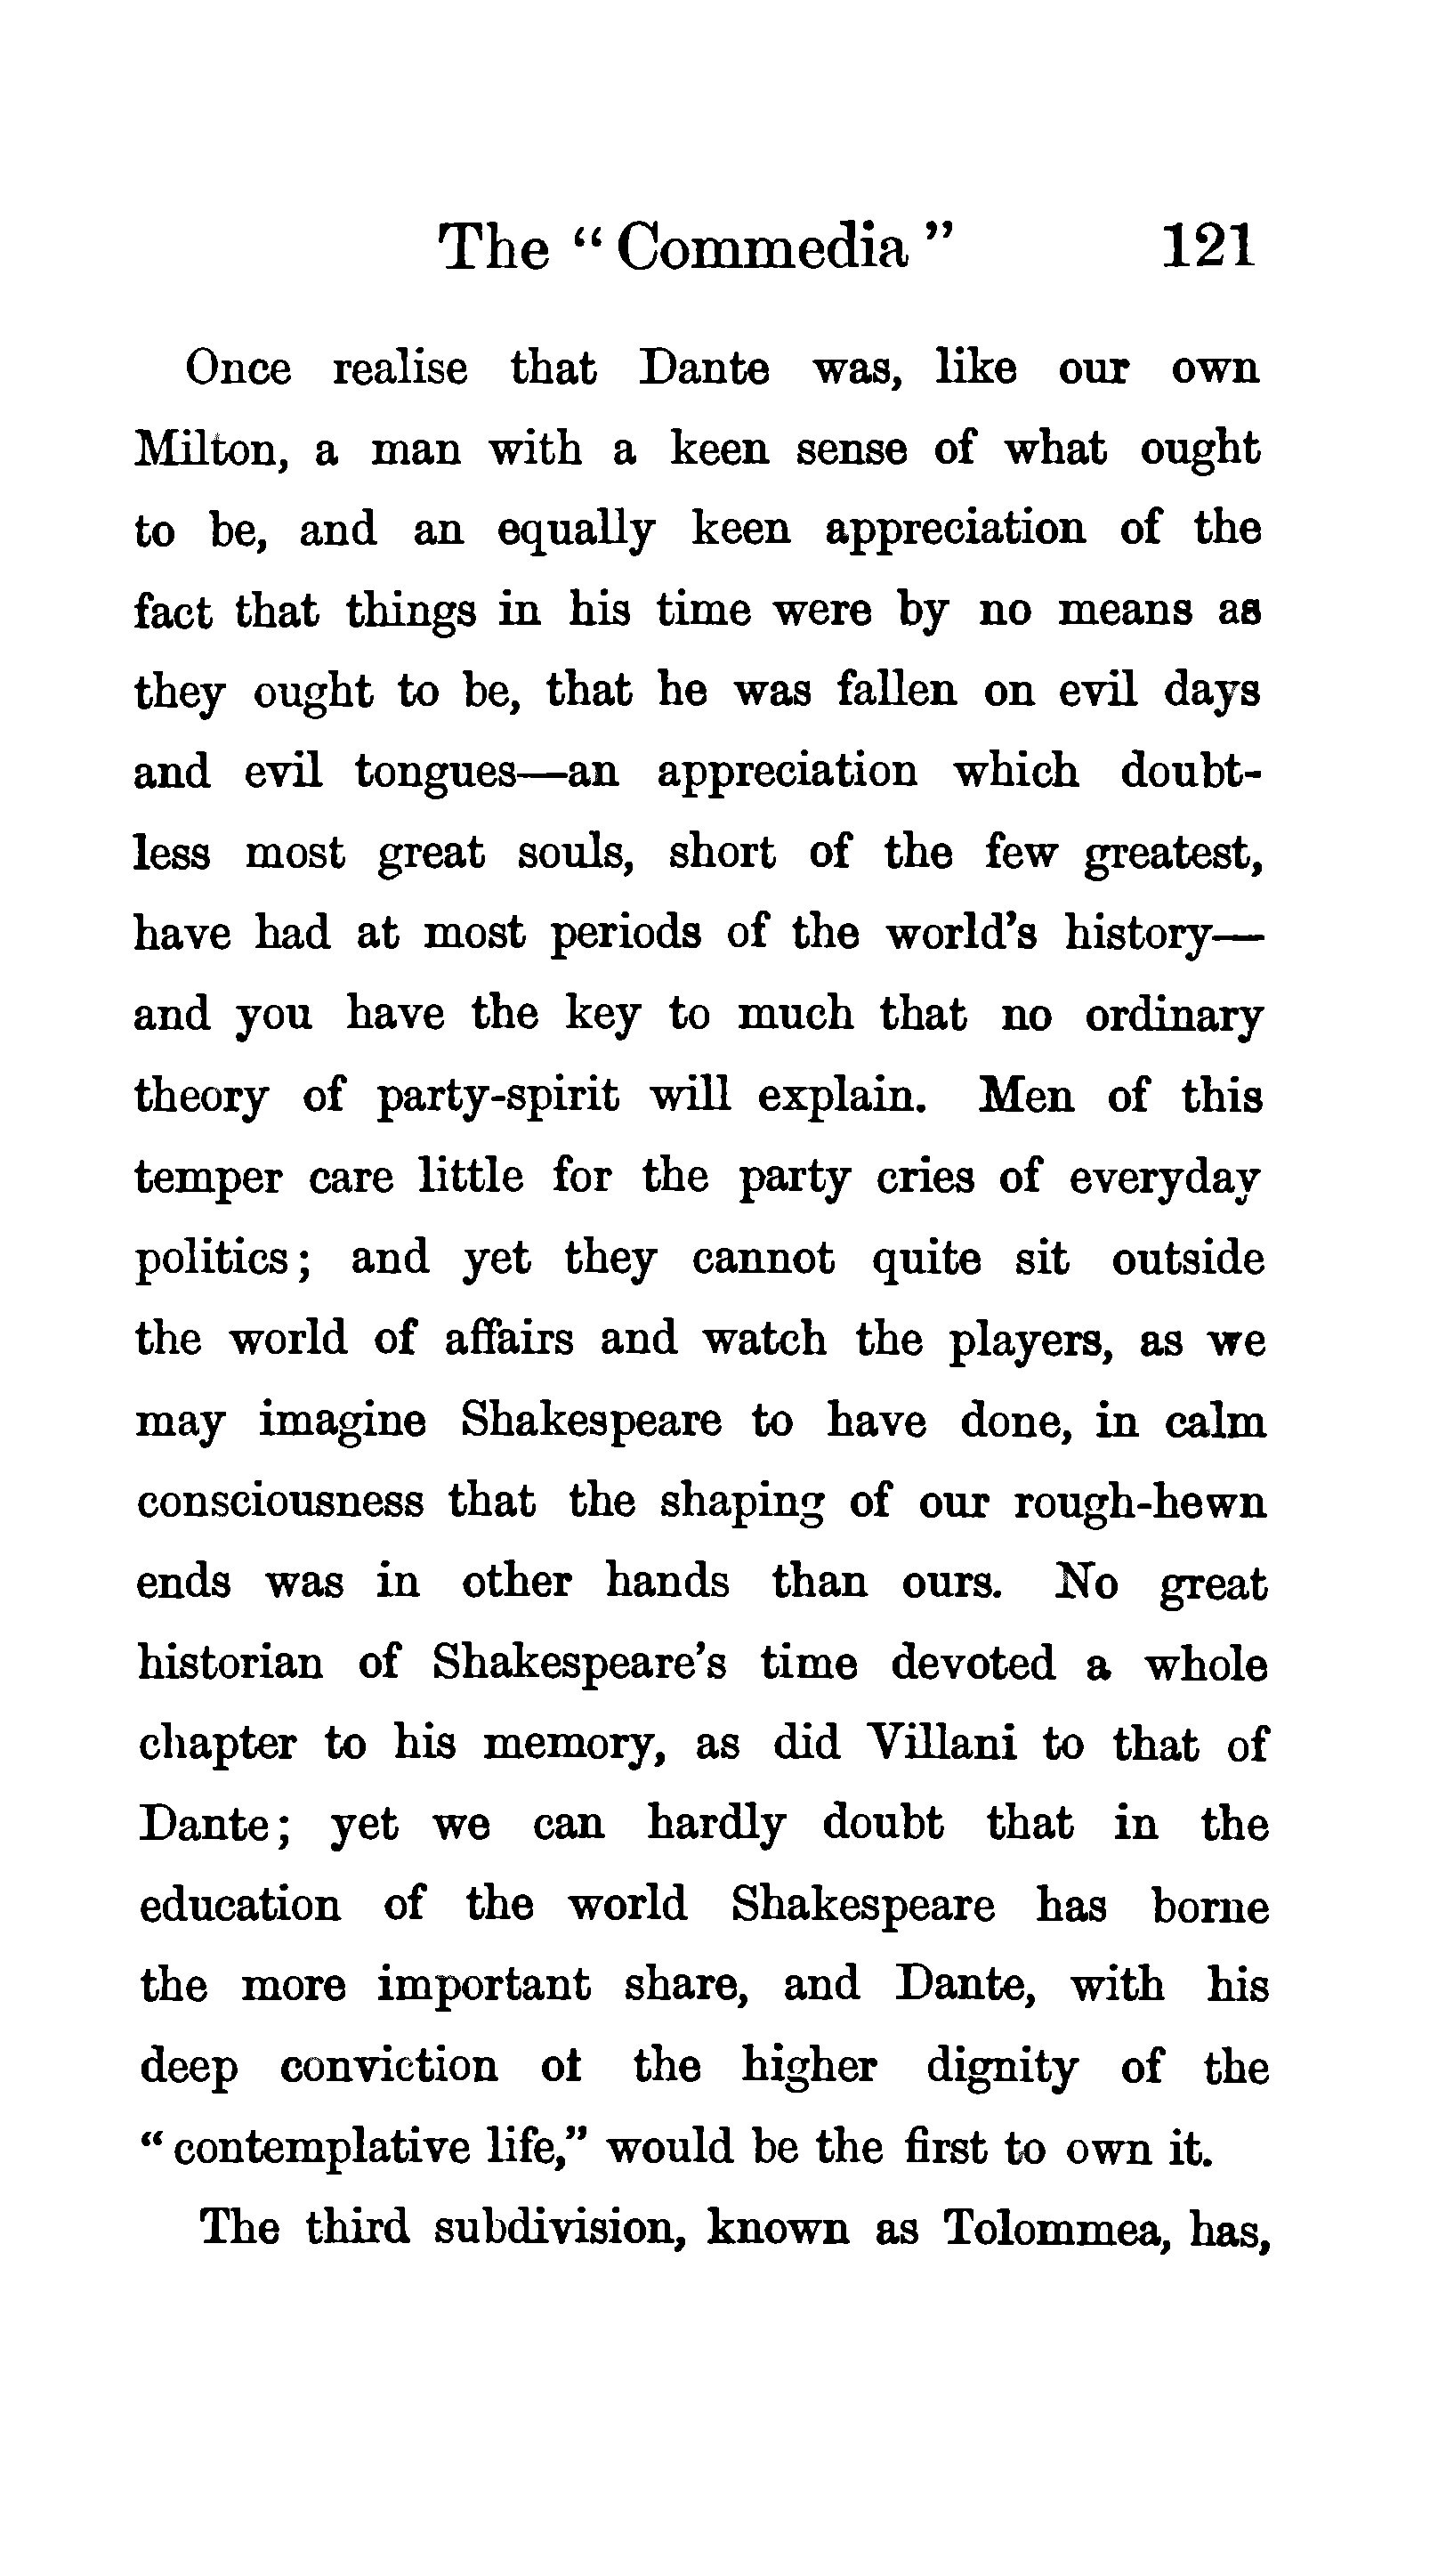 The “ Commedia ” 121
Once realise that Dante was, like our own
Milton, a man with a keen sense of what ought
to be, and an equally keen appreciation of the
fact that things in his time were by no means as
they ought to be, that he was fallen on evil days
and evil tongues—an appreciation which doubt-
less most great souls, short of the few greatest,
have had at most periods of the world’s history—
and you have the key to much that no ordinary
theory of party-spirit will explain. Men of this
temper care little for the party cries of everyday
politics; and yet they cannot quite sit outside
the world of affairs and watch the players, as we
may imagine Shakespeare to have done, in calm
consciousness that the shaping of our rough-hewn
ends was in other hands than ours. No great
historian of Shakespeare’s time devoted a whole
chapter to his memory, as did Villani to that of
Dante; yet we can hardly doubt that in the
education of the world Shakespeare has borne
the more important share, and Dante, with his
deep conviction of the higher dignity of the
“ contemplative life,” would be the first to own it.
The third subdivision, known as Tolommea, has,